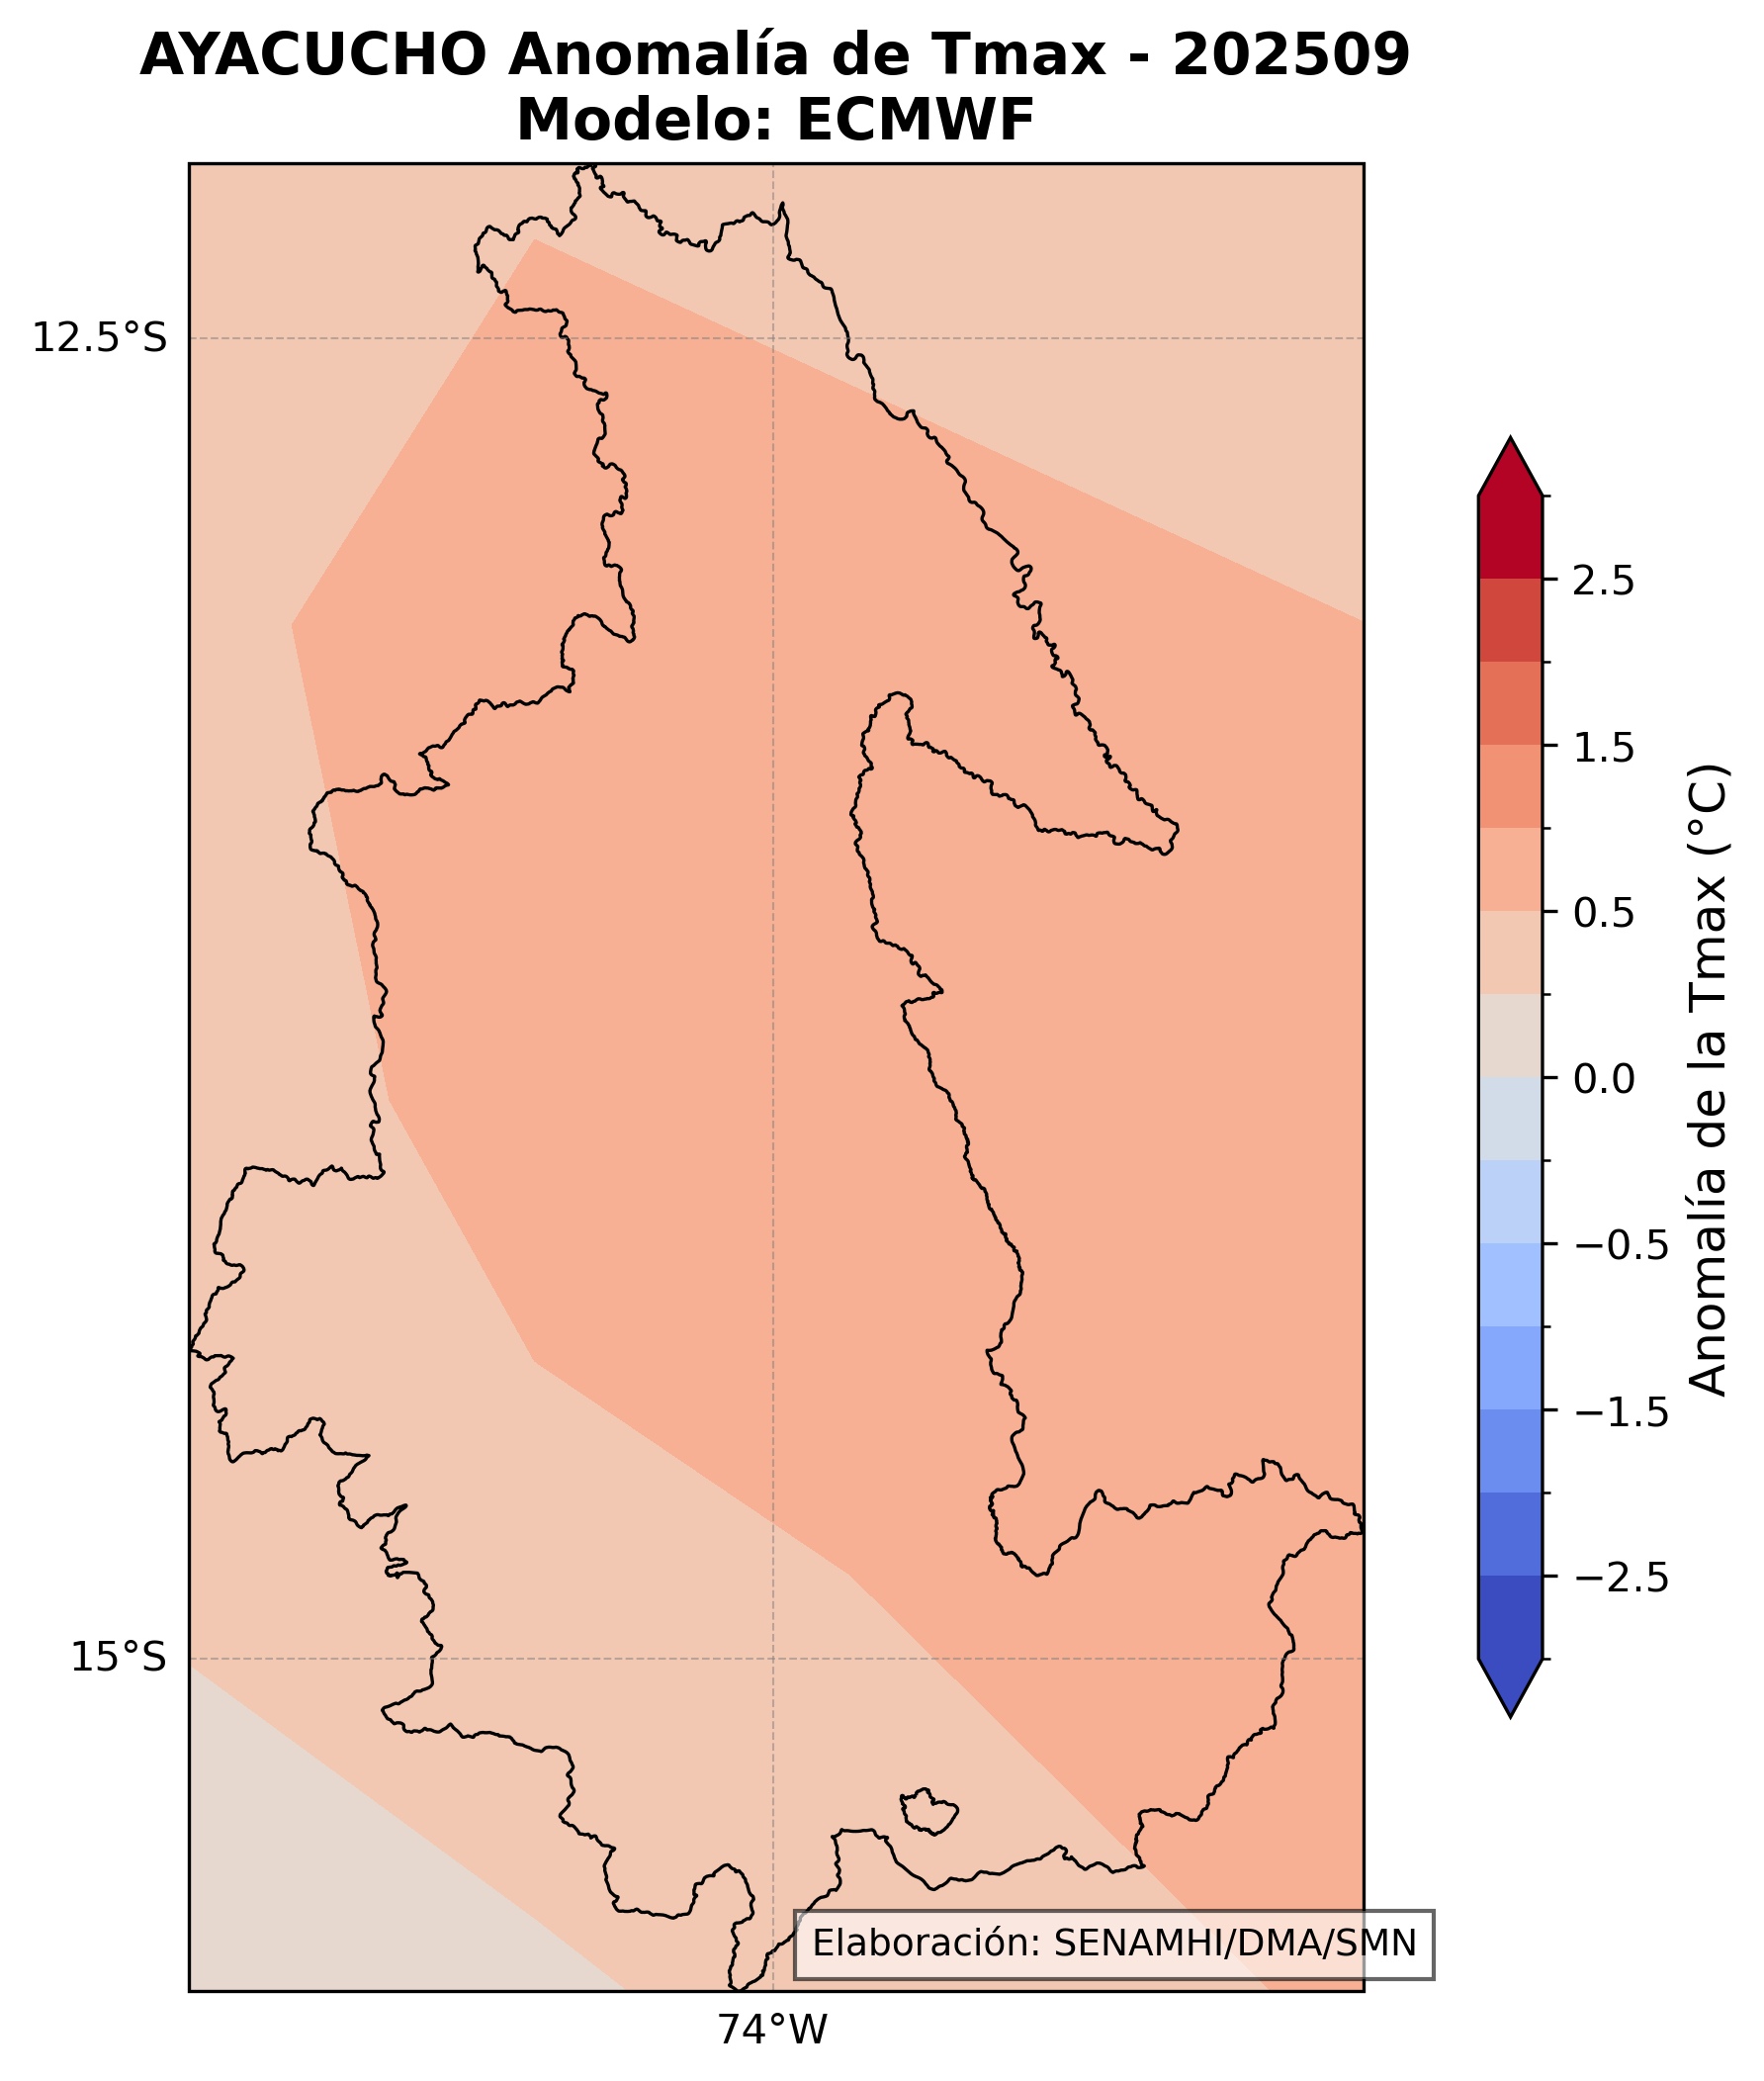 AYACUCHO Anomalía de Tmax - 202509
Modelo: ECMWF
12.5°S
15°S
74°W
2.5
1.5
0.5
0.0
−0.5
−1.5
−2.5
Anomalía de la Tmax (°C)
Elaboración: SENAMHI/DMA/SMN